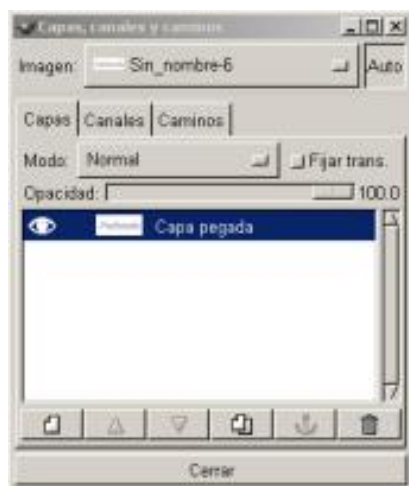 Capas, canales y caminos
Imagen: Sin_nombre-6 Auto
Capas Canales Caminos
Modo: Normal Fijar trans.
Opacidad: 100.0
Capa pegada
Cerrar